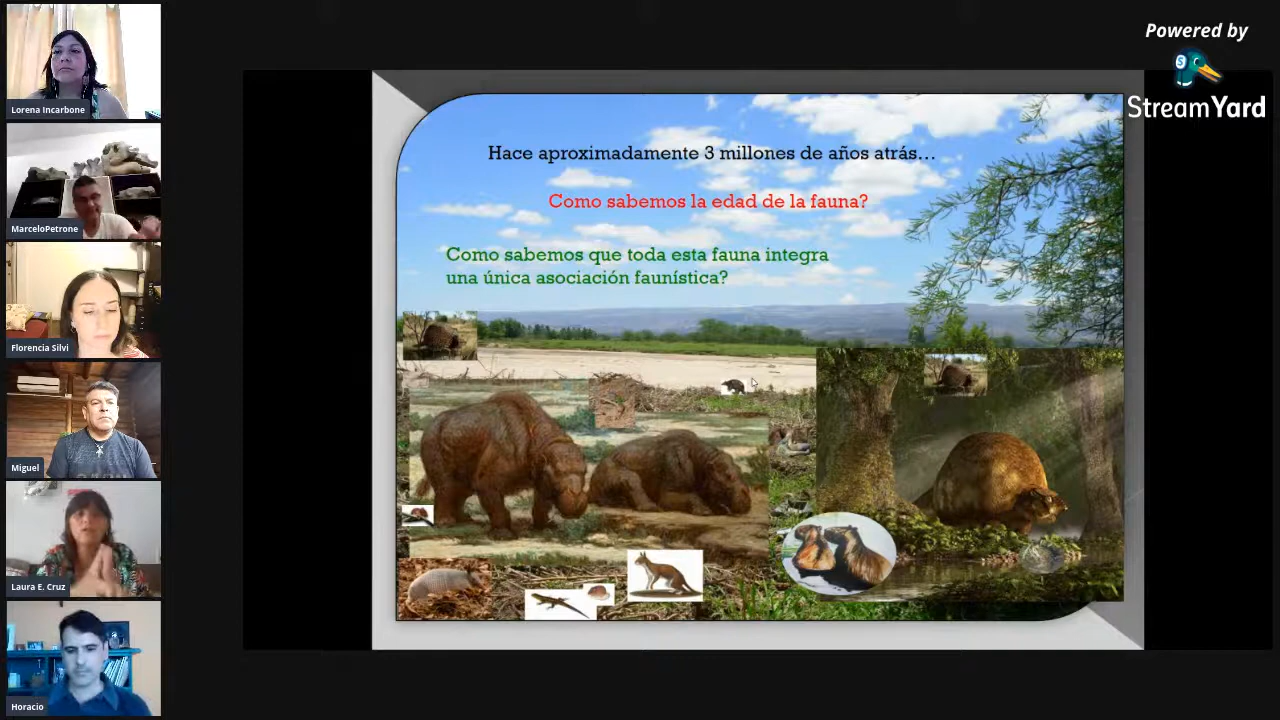 Powered by
StreamYard
Lorena Incarbone
MarceloPetrone
Florencia Silvi
Miguel
Laura E. Cruz
Horacio
Hace aproximadamente 3 millones de años atrás...
Como sabemos la edad de la fauna?
Como sabemos que toda esta fauna integra
una única asociación faunística?